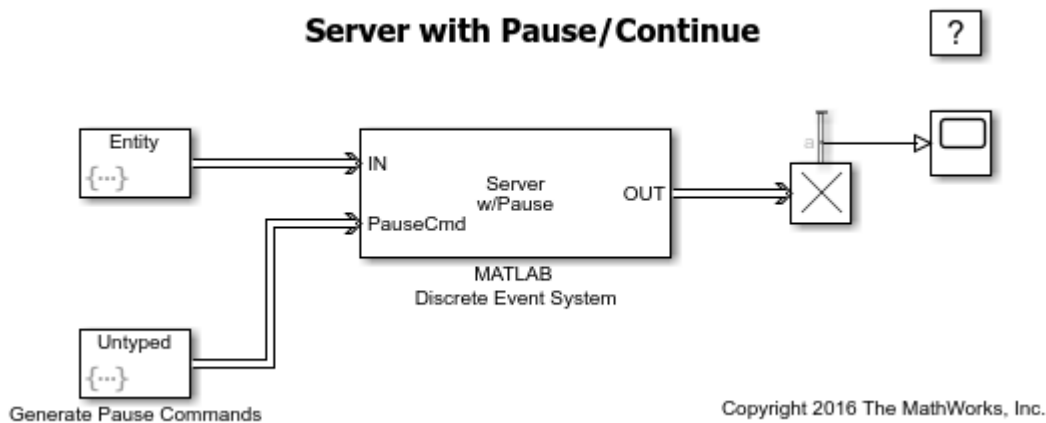 Server with Pause/Continue
?
Entity
{...}
IN
Server
w/Pause
OUT
PauseCmd
a
MATLAB
Discrete Event System
Untyped
{...}
Generate Pause Commands
Copyright 2016 The MathWorks, Inc.